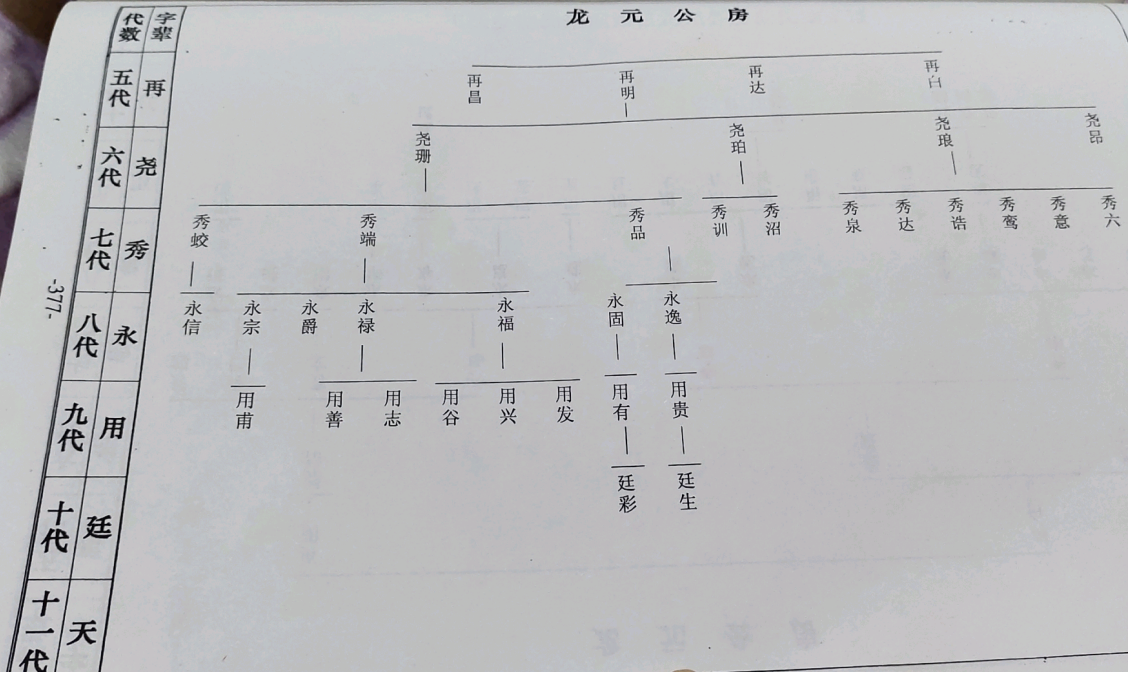 龙元公房
代数 字辈
五代 再
再昌 再明 再达 再白
六代 尧
尧珊 尧珀 尧琅 尧昂
七代 秀
秀蛟 秀端 秀品 秀训 秀沼 秀泉 秀达 秀诰 秀鸾 秀意 秀六
八代 永
永信 永宗 永爵 永禄 永福 永固 永逸
九代 用
用甫 用善 用志 用谷 用兴 用发 用有 用贵
十代 廷
廷彩 廷生
十一代 天
-377-